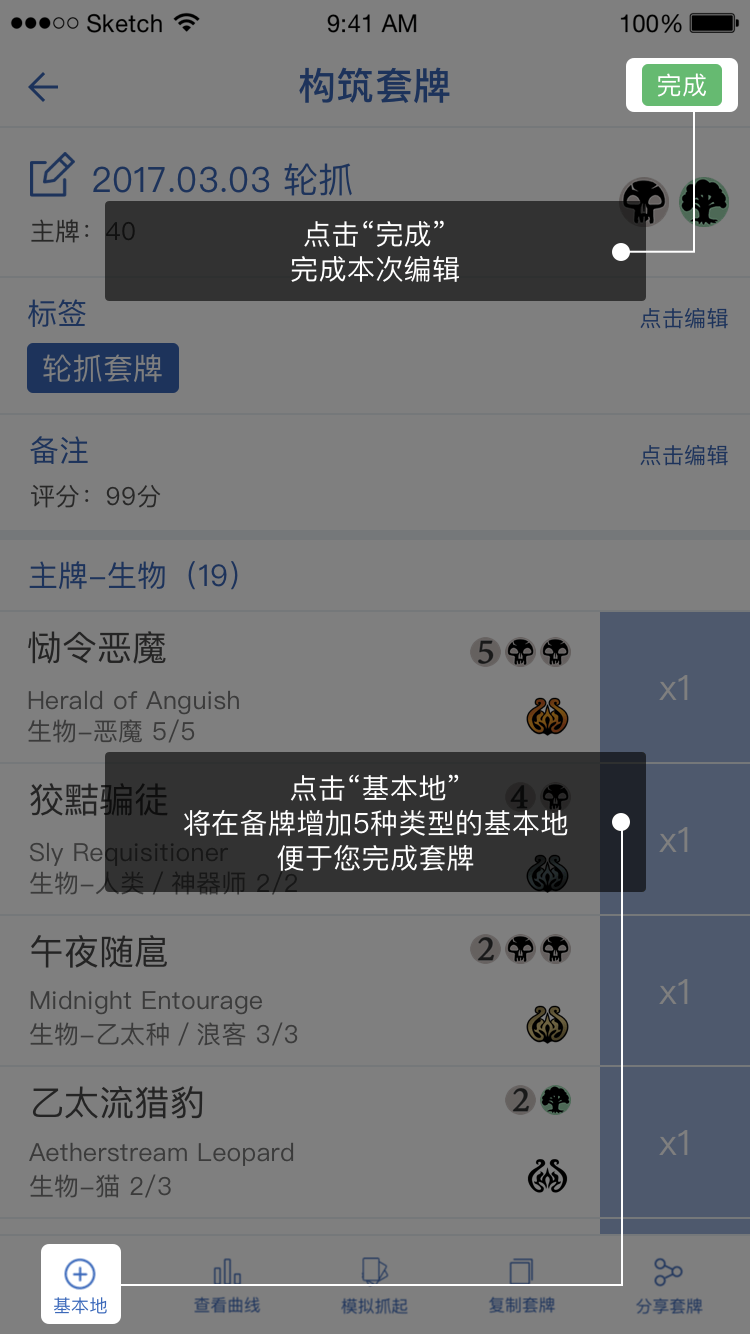 Sketch 9:41 AM 100%
构筑套牌
完成
2017.03.03 轮抓
主牌：40
点击“完成”
完成本次编辑
标签
点击编辑
轮抓套牌
备注
点击编辑
评分：99分
主牌-生物（19）
恸令恶魔
5
Herald of Anguish
生物-恶魔 5/5
x1
狡黠骗徒
4
点击“基本地”
将在备牌增加5种类型的基本地
便于您完成套牌
Sly Requisitioner
生物-人类 / 神器师 2/2
x1
午夜随扈
2
Midnight Entourage
生物-乙太种 / 浪客 3/3
x1
乙太流猎豹
2
Aetherstream Leopard
生物-猫 2/3
x1
基本地
查看曲线
模拟抓起
复制套牌
分享套牌